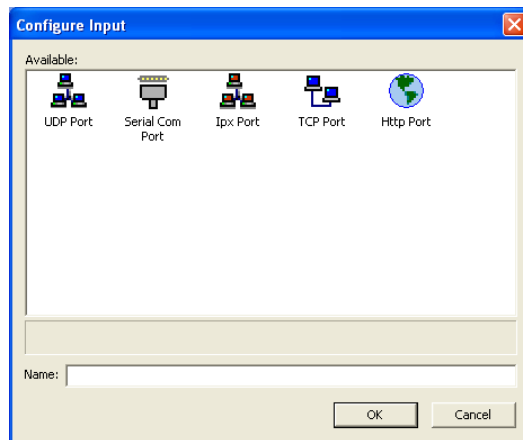 Configure Input
Available:
UDP Port
Serial Com
Port
Ipx Port
TCP Port
Http Port
Name:
OK
Cancel